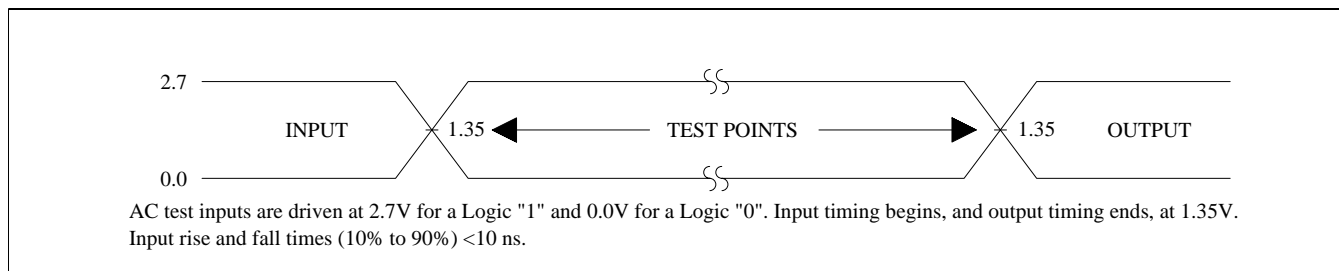 2.7
INPUT 1.35 TEST POINTS 1.35 OUTPUT
0.0
AC test inputs are driven at 2.7V for a Logic "1" and 0.0V for a Logic "0". Input timing begins, and output timing ends, at 1.35V.
Input rise and fall times (10% to 90%) <10 ns.